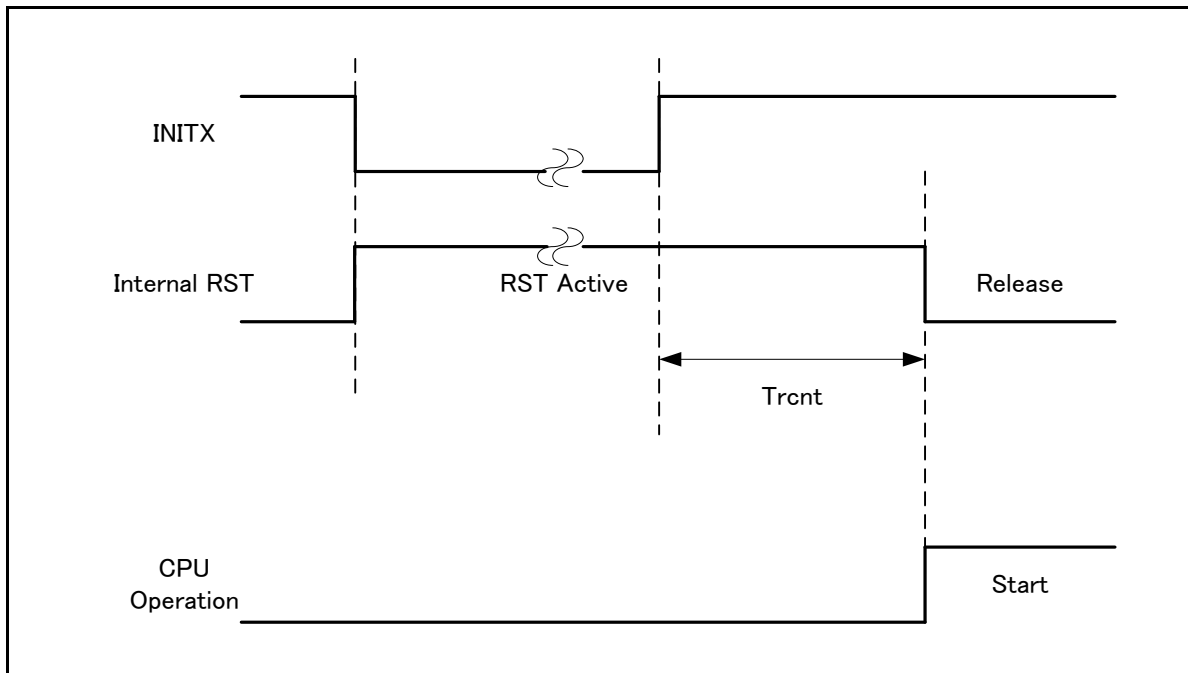 INITX
Internal RST
RST Active
Release
Trcnt
CPU
Operation
Start